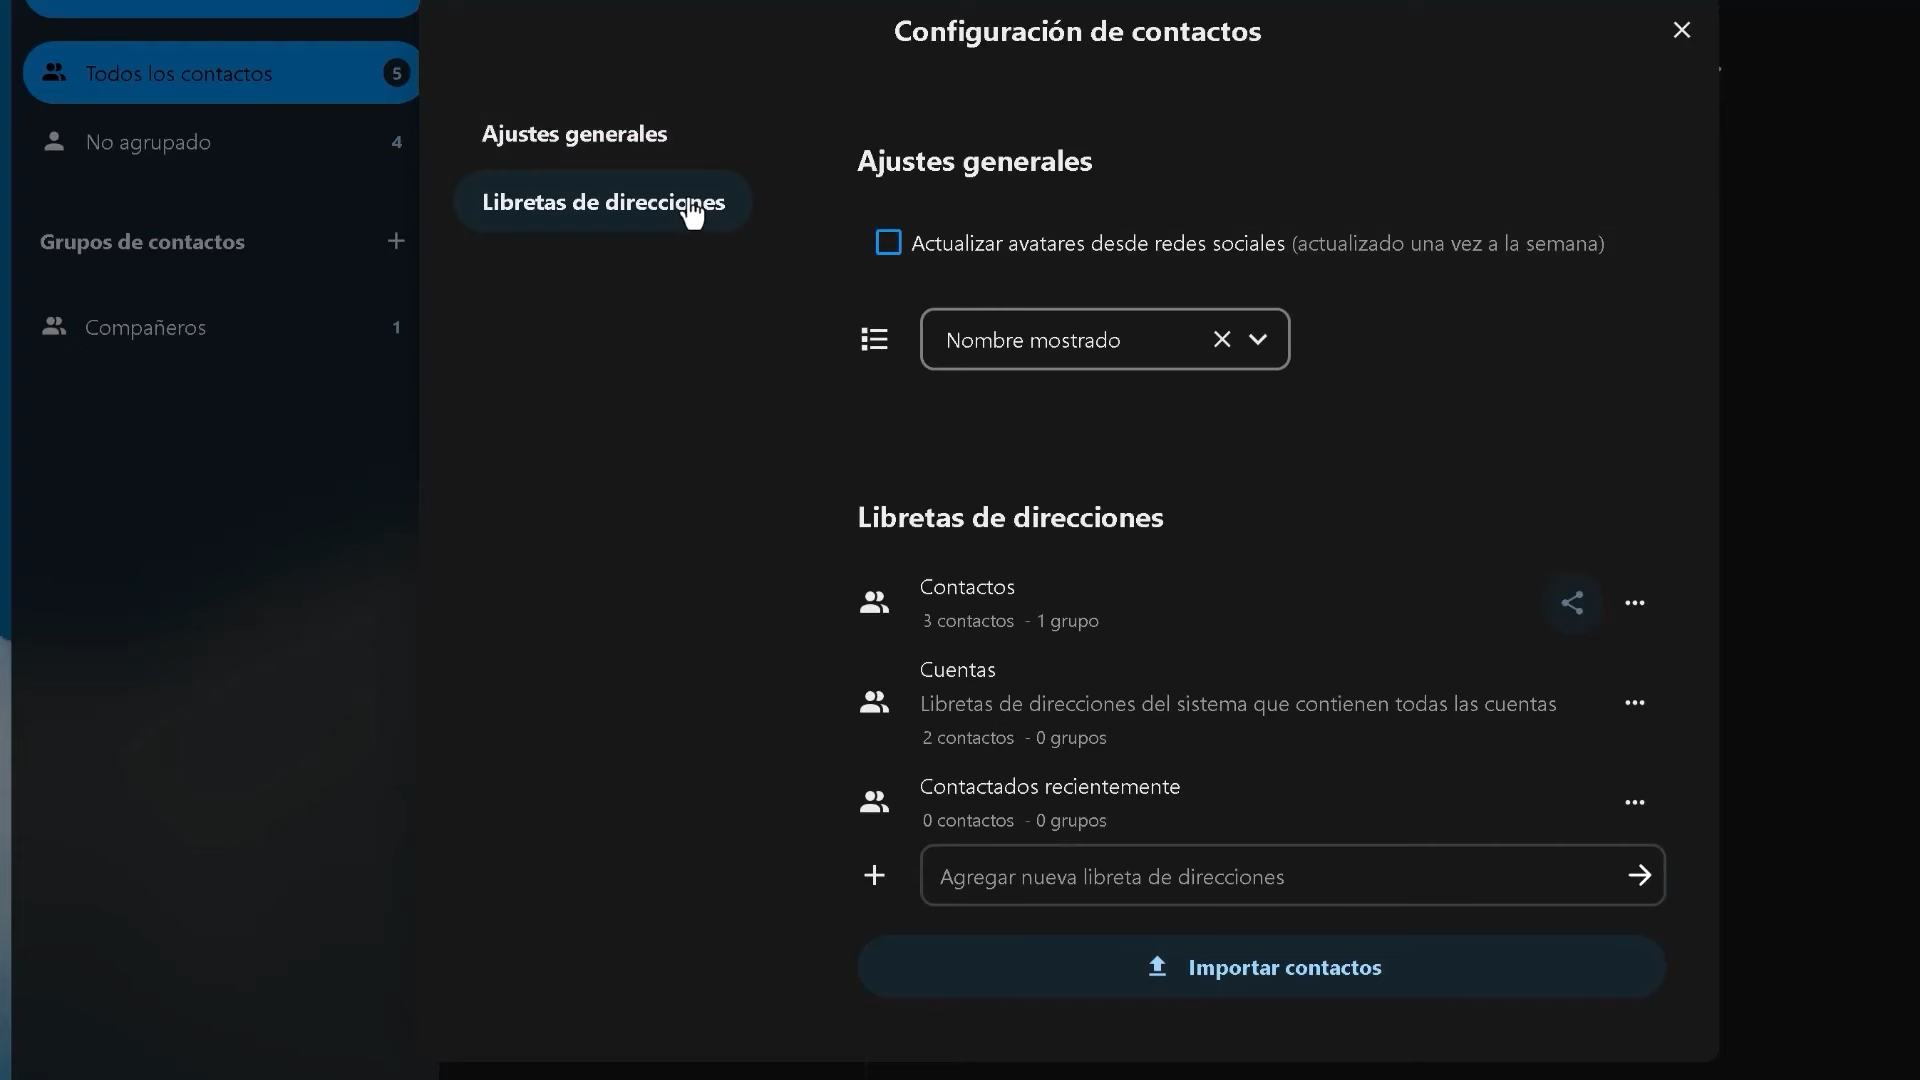 Configuración de contactos
Todos los contactos 5
No agrupado 4
Grupos de contactos
Compañeros 1
Ajustes generales
Libretas de direcciones
Ajustes generales
Actualizar avatares desde redes sociales (actualizado una vez a la semana)
Nombre mostrado
Libretas de direcciones
Contactos
3 contactos - 1 grupo
Cuentas
Libretas de direcciones del sistema que contienen todas las cuentas
2 contactos - 0 grupos
Contactados recientemente
0 contactos - 0 grupos
Agregar nueva libreta de direcciones
Importar contactos